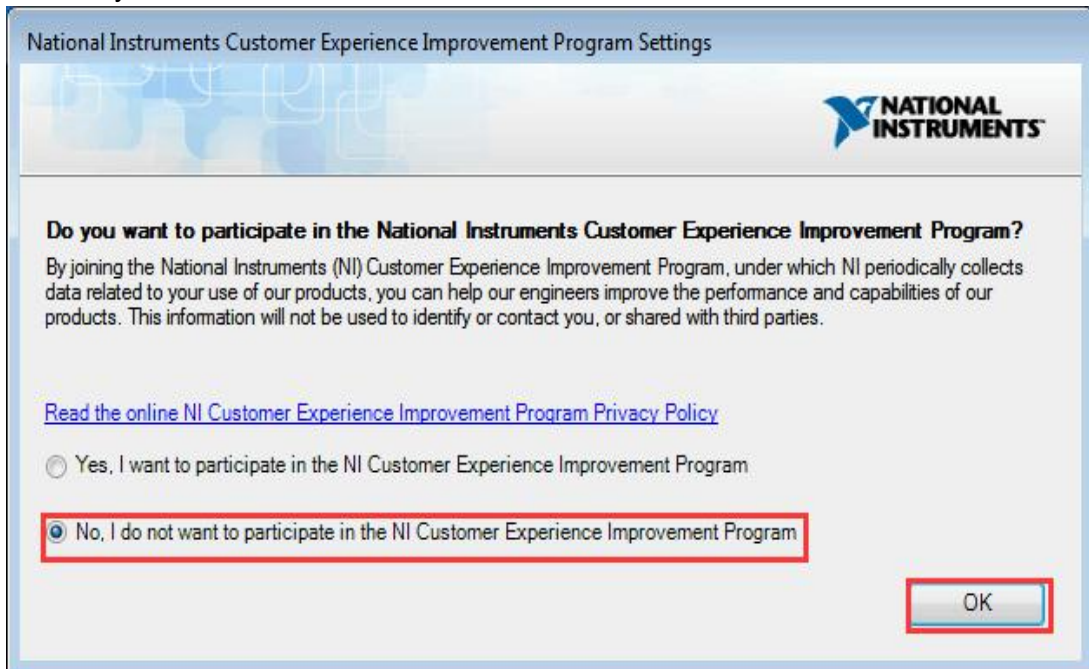 National Instruments Customer Experience Improvement Program Settings
NATIONAL
INSTRUMENTS
Do you want to participate in the National Instruments Customer Experience Improvement Program?
By joining the National Instruments (NI) Customer Experience Improvement Program, under which NI periodically collects
data related to your use of our products, you can help our engineers improve the performance and capabilities of our
products. This information will not be used to identify or contact you, or shared with third parties.
Read the online NI Customer Experience Improvement Program Privacy Policy
Yes, I want to participate in the NI Customer Experience Improvement Program
No, I do not want to participate in the NI Customer Experience Improvement Program
OK